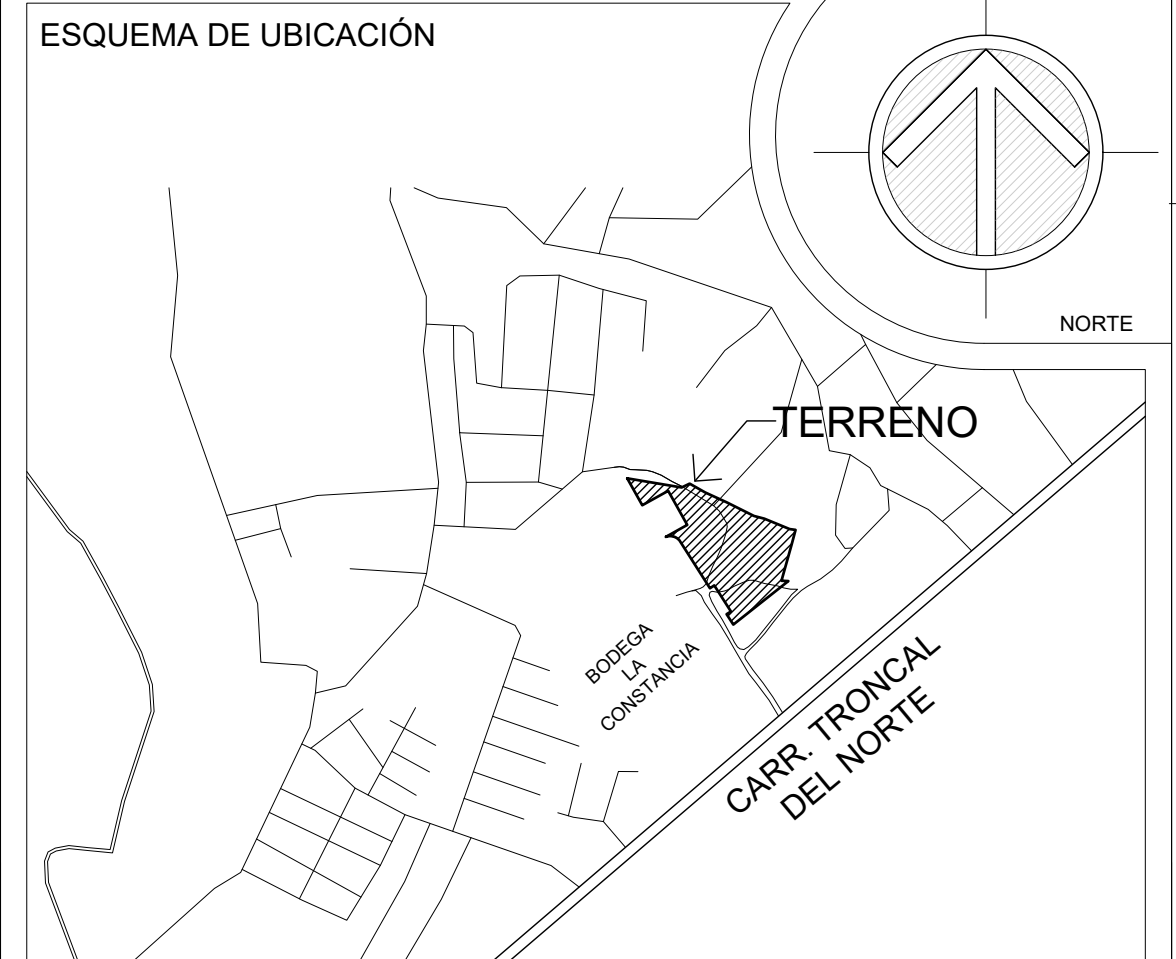 ESQUEMA DE UBICACIÓN
NORTE
TERRENO
BODEGA
LA
CONSTANCIA
CARR. TRONCAL
DEL NORTE